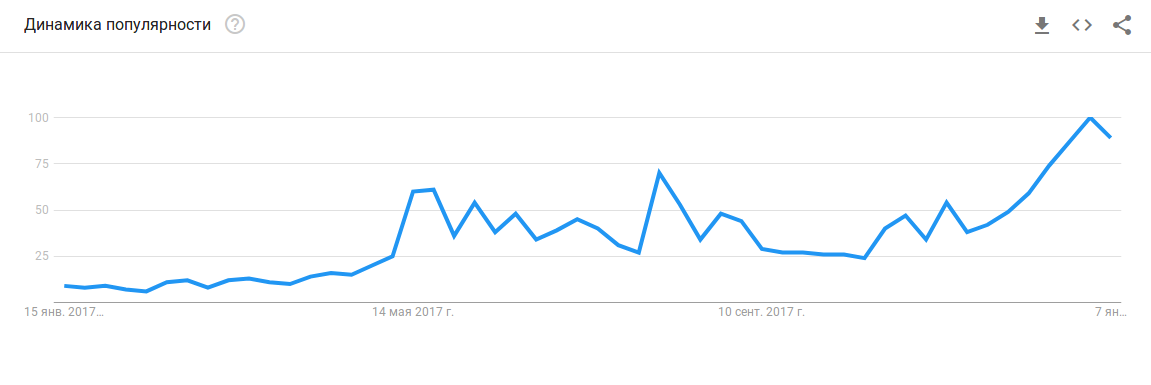 Динамика популярности ?
100
75
50
25
15 янв. 2017…
14 мая 2017 г.
10 сент. 2017 г.
7 ян…